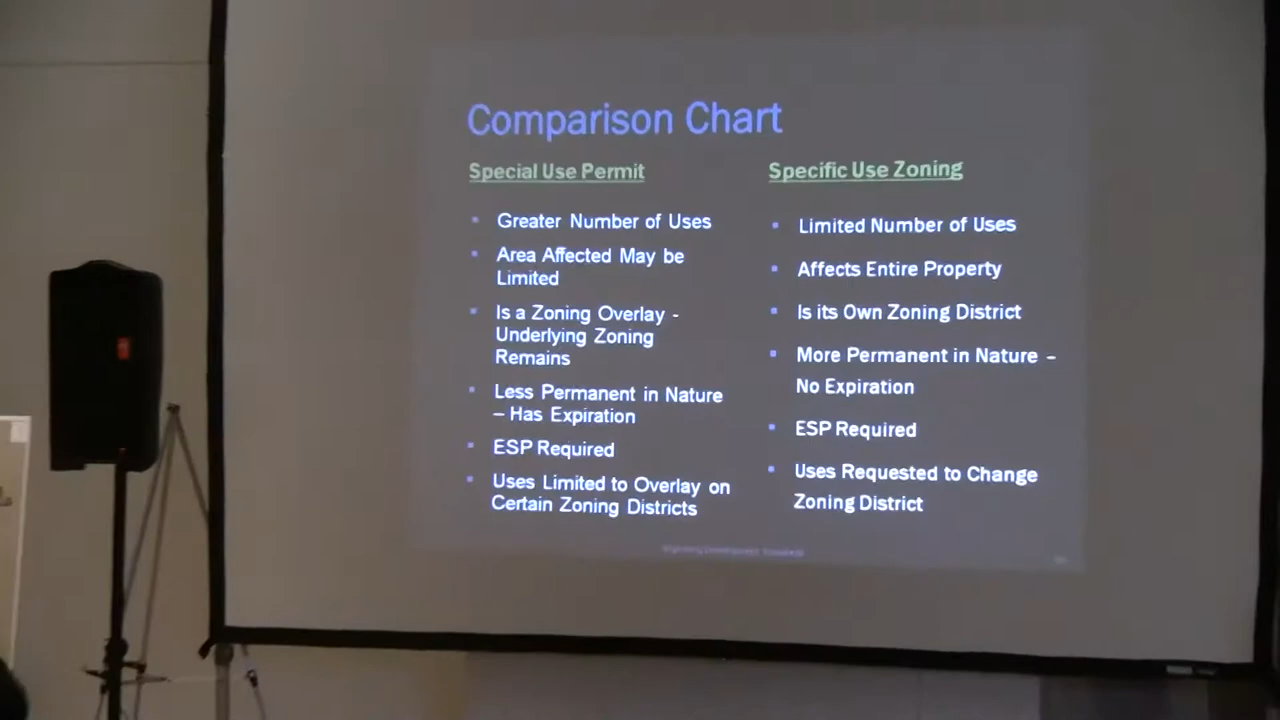 Comparison Chart
Special Use Permit
Greater Number of Uses
Area Affected May be
Limited
Is a Zoning Overlay -
Underlying Zoning
Remains
Less Permanent in Nature
– Has Expiration
ESP Required
Uses Limited to Overlay on
Certain Zoning Districts
Specific Use Zoning
Limited Number of Uses
Affects Entire Property
Is its Own Zoning District
More Permanent in Nature –
No Expiration
ESP Required
Uses Requested to Change
Zoning District